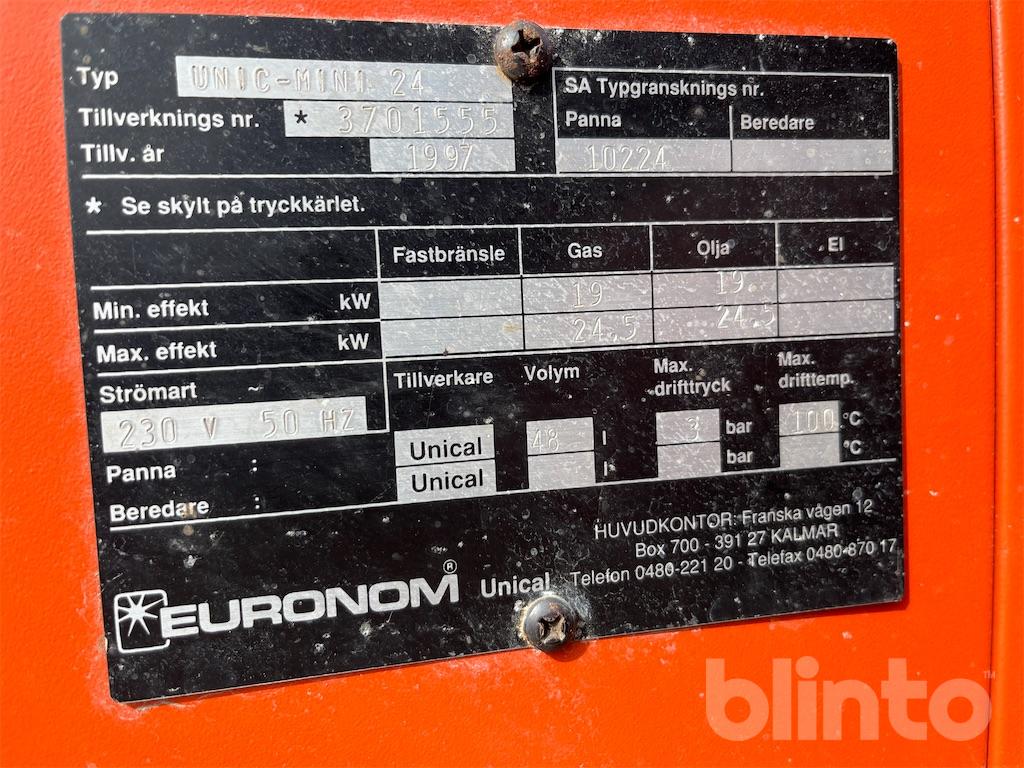 Typ UNIC-MINI 24
Tillverknings nr. * 3701555
Tillv. år 1997
SA Typgransknings nr.
Panna Beredare
10224
* Se skylt på tryckkärlet.
Fastbränsle Gas Olja El
Min. effekt kW 19 19
Max. effekt kW 24.5 24.5
Strömart ~
230 V 50 HZ
Tillverkare Volym Max. drifttryck Max. drifttemp.
Panna : Unical 48 l 3 bar 100 °C
Beredare : Unical l bar °C
HUVUDKONTOR: Franska vägen 12
Box 700 - 391 27 KALMAR
Telefon 0480-221 20 - Telefax 0480-870 17
EURONOM® Unical
blinto™